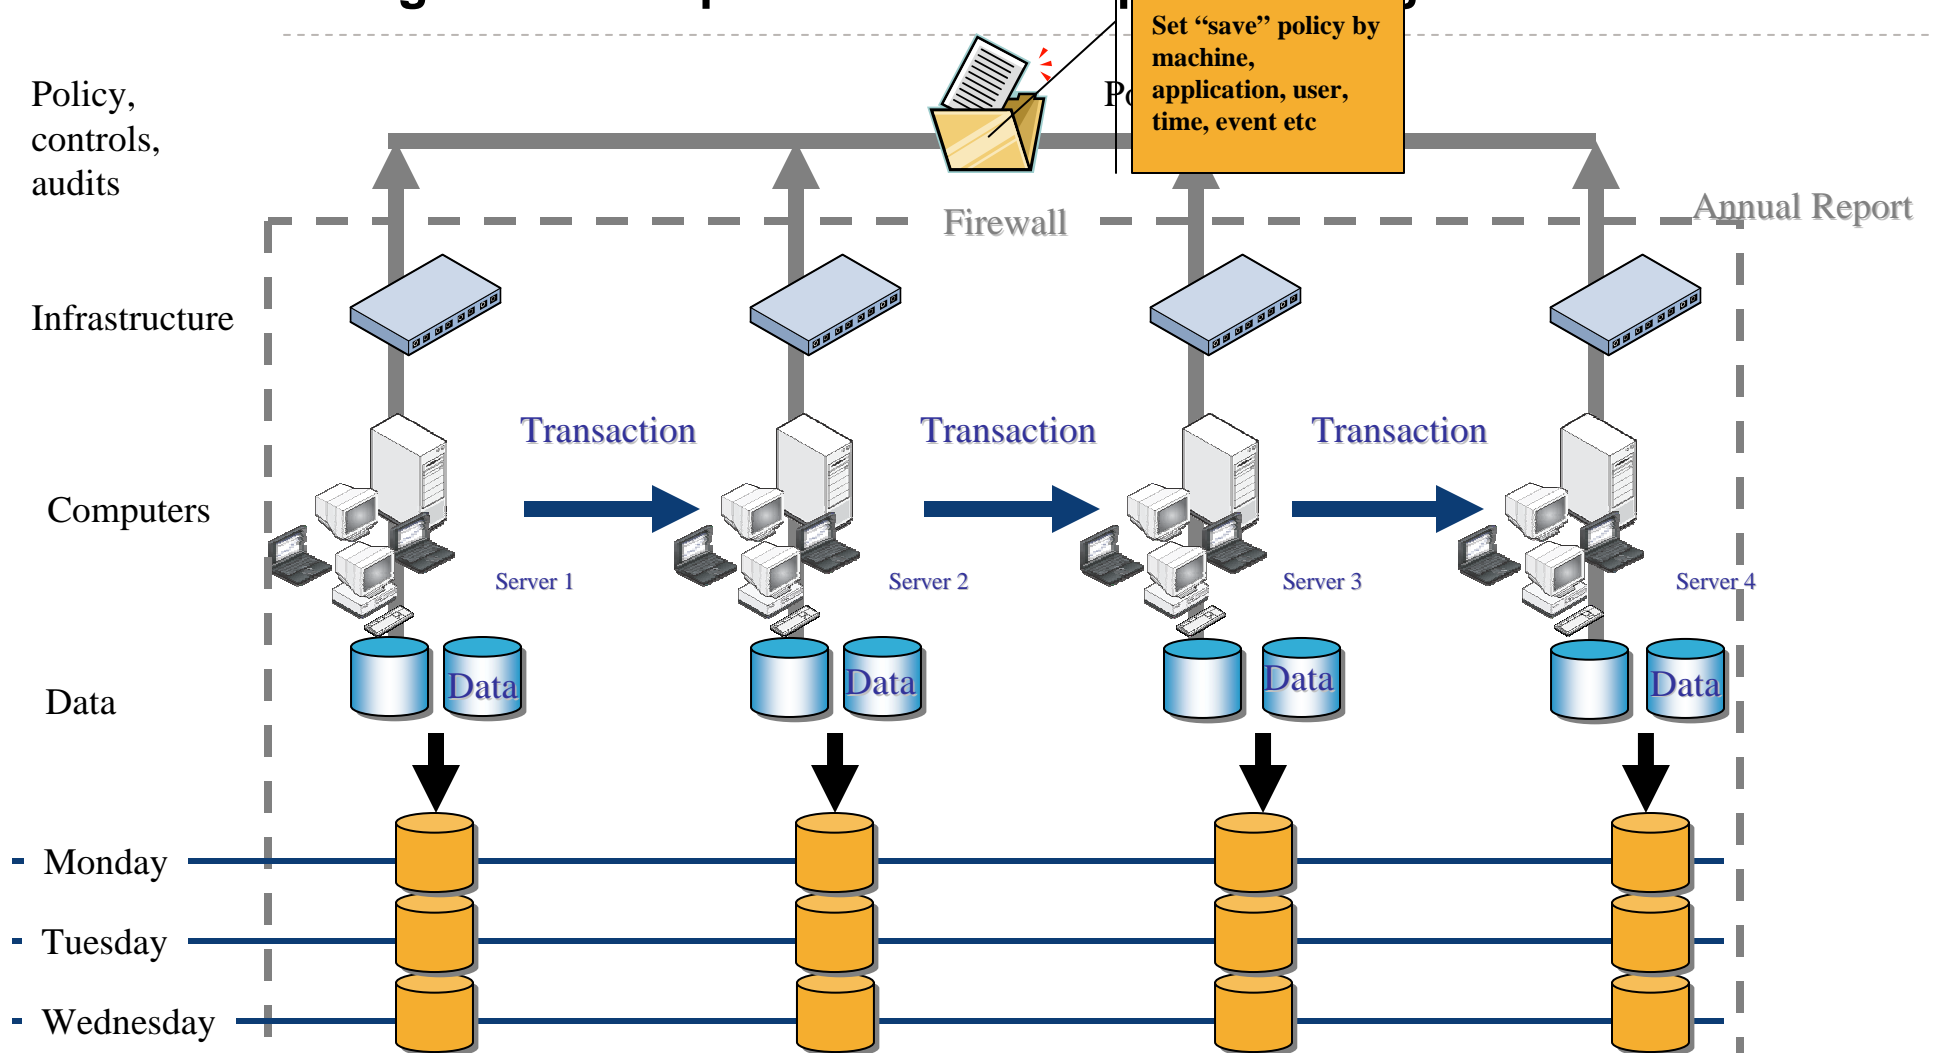 Set “save” policy by
machine,
application, user,
time, event etc
Policy,
controls,
audits
Firewall
Annual Report
Infrastructure
Transaction
Transaction
Transaction
Computers
Server 1
Server 2
Server 3
Server 4
Data
Data
Data
Data
Data
Monday
Tuesday
Wednesday